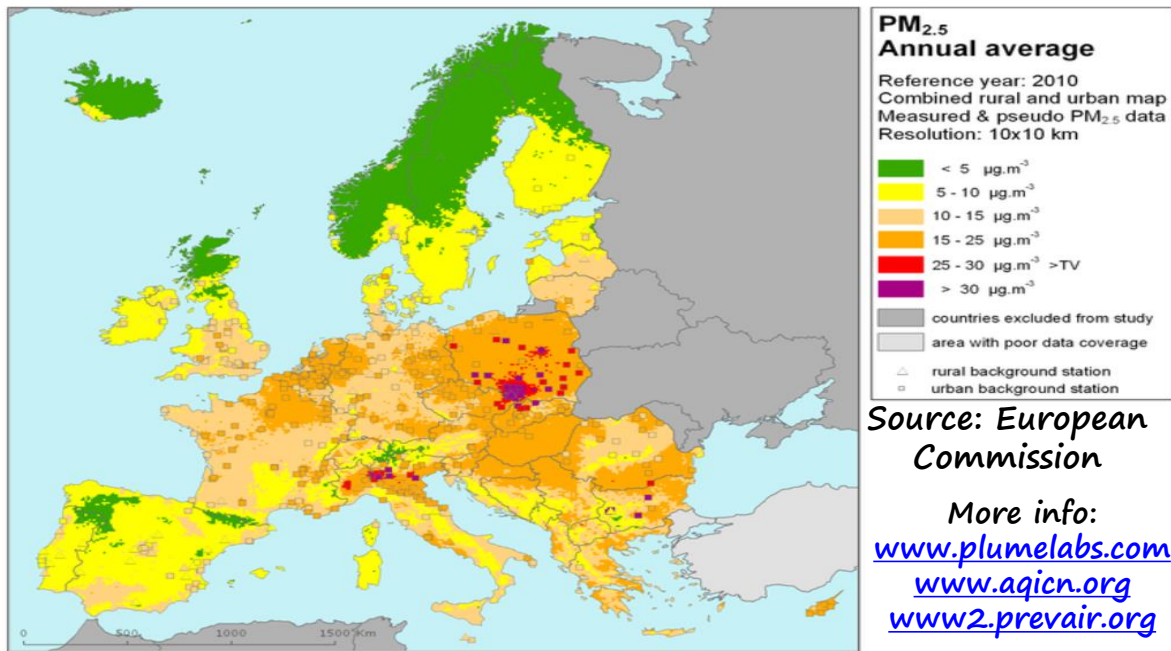 PM2.5
Annual average
Reference year: 2010
Combined rural and urban map
Measured & pseudo PM2.5 data
Resolution: 10x10 km
< 5 µg.m-3
5 - 10 µg.m-3
10 - 15 µg.m-3
15 - 25 µg.m-3
25 - 30 µg.m-3 >TV
> 30 µg.m-3
countries excluded from study
area with poor data coverage
rural background station
urban background station
Source: European
Commission
More info:
www.plumelabs.com
www.aqicn.org
www2.prevair.org
0 500 1000 1500 Km